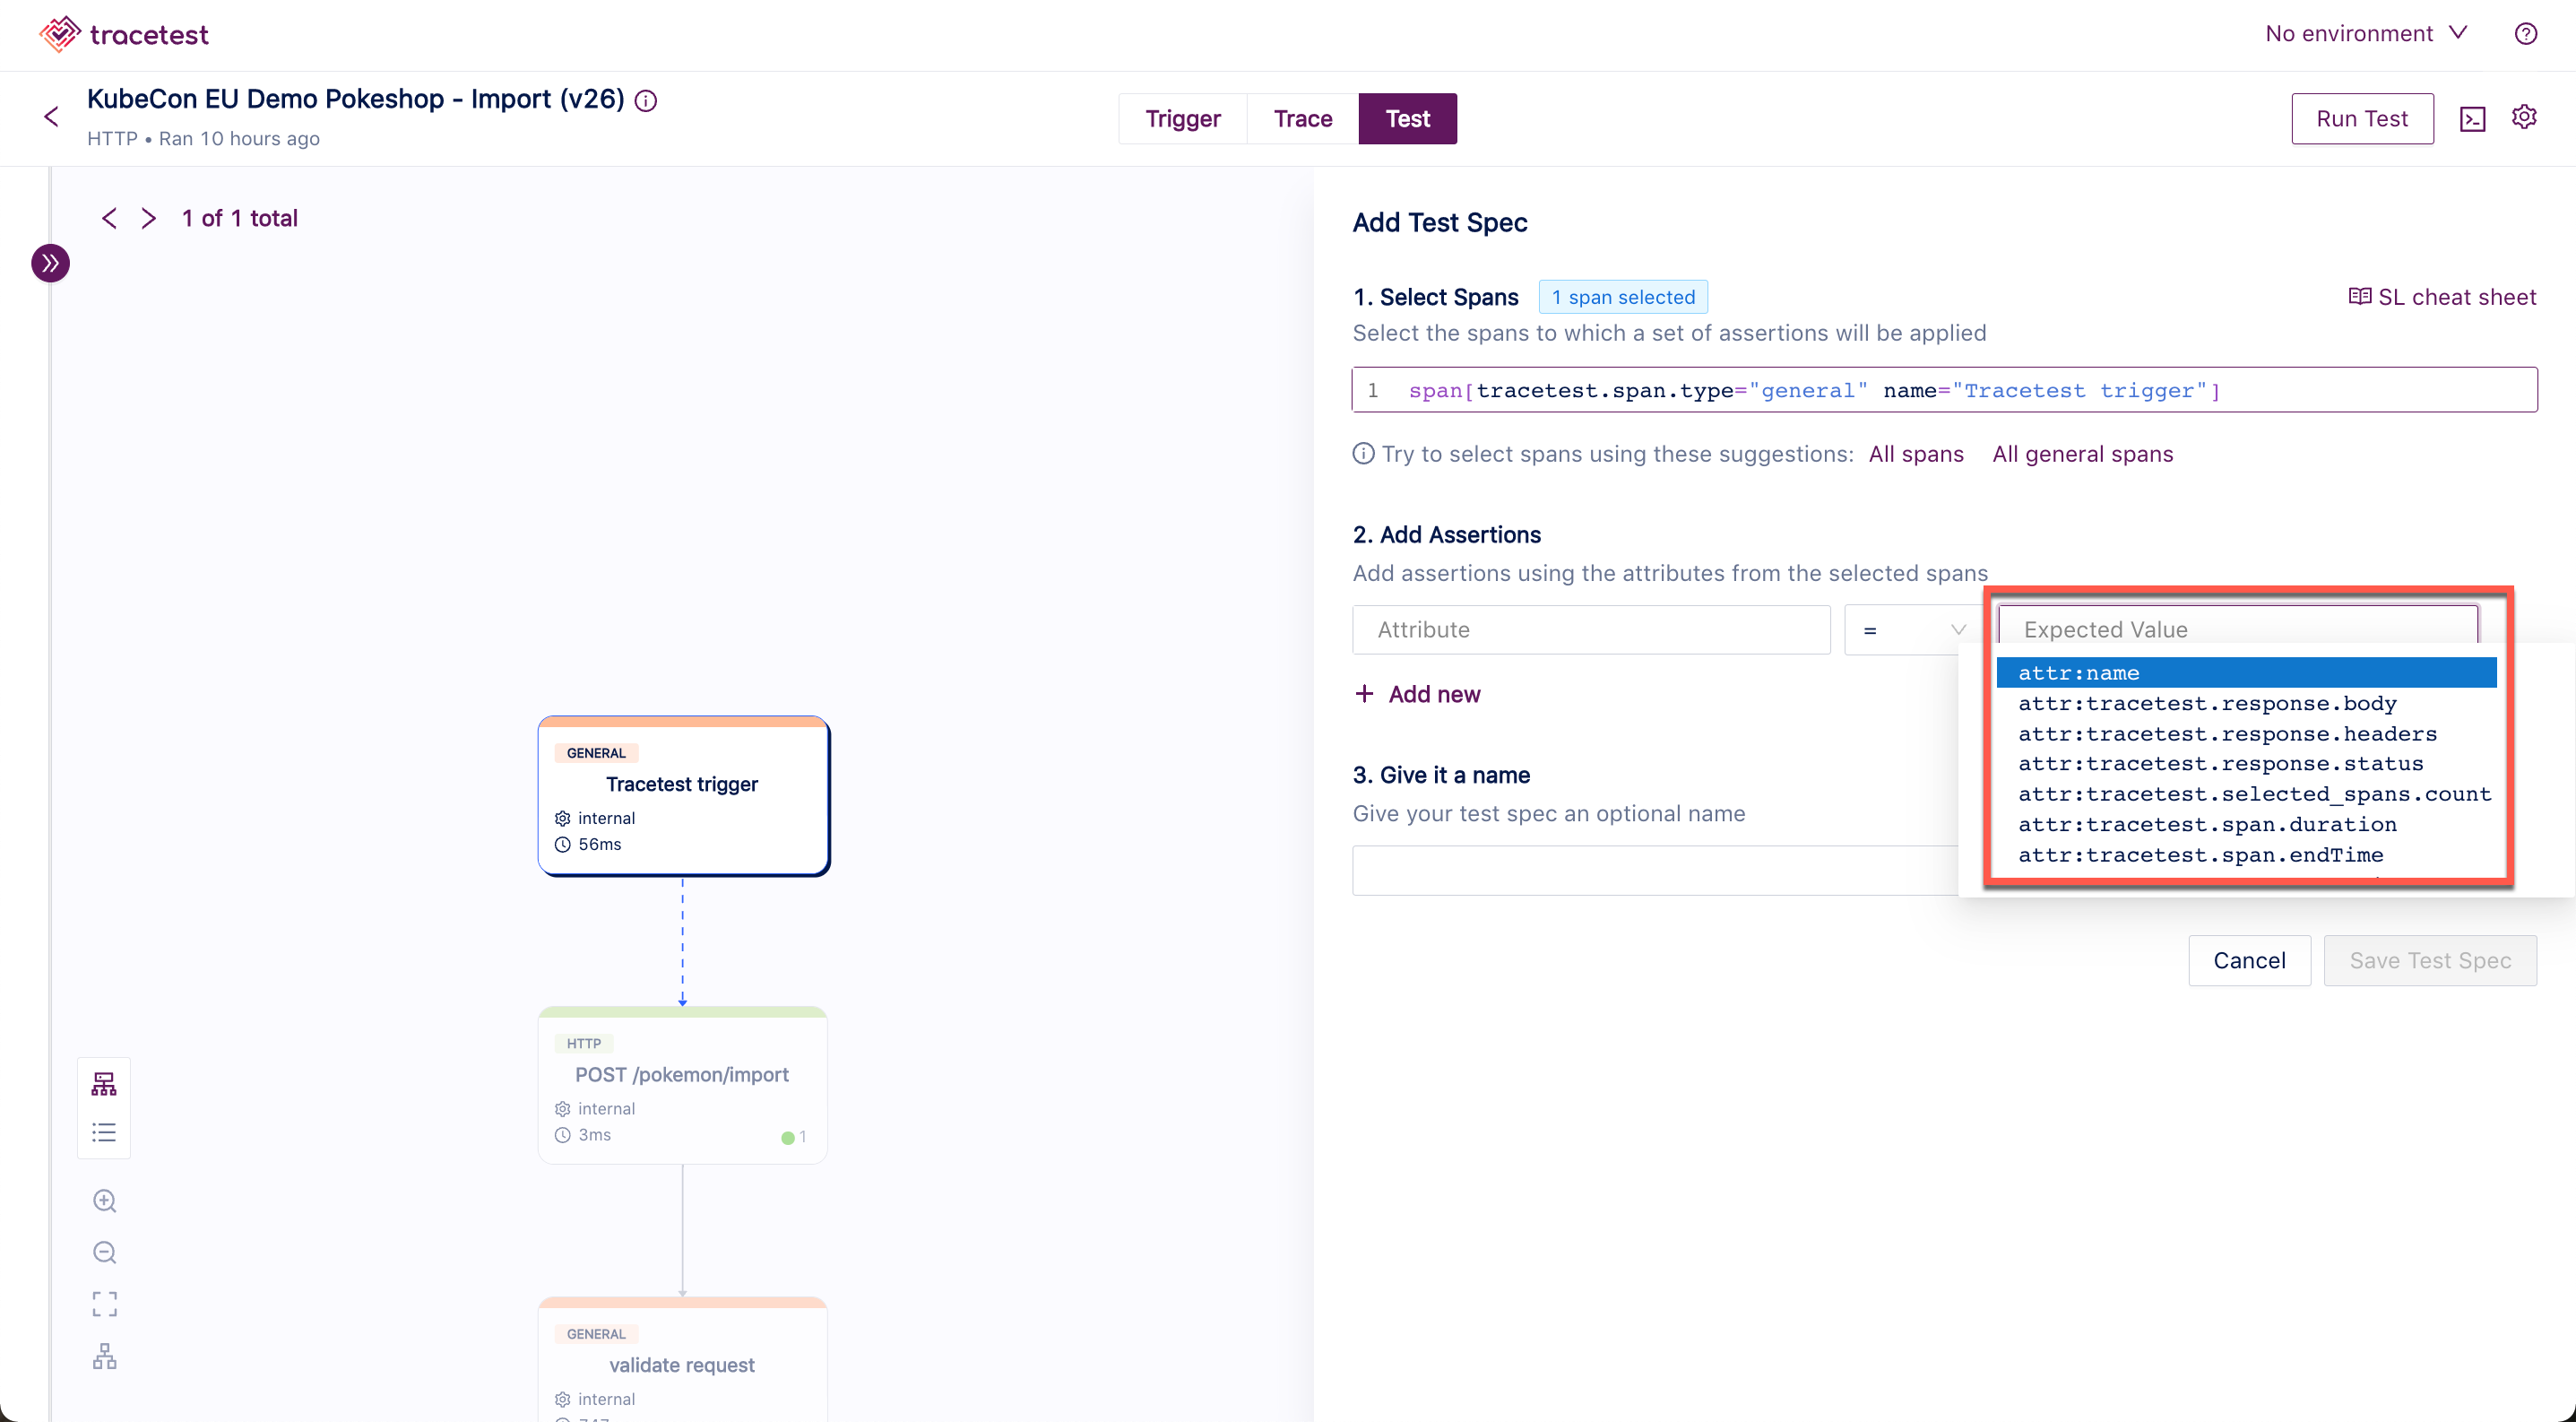 tracetest
No environment
KubeCon EU Demo Pokeshop - Import (v26)
HTTP • Ran 10 hours ago
Trigger
Trace
Test
Run Test
1 of 1 total
Add Test Spec
1. Select Spans
1 span selected
SL cheat sheet
Select the spans to which a set of assertions will be applied
1 span[tracetest.span.type="general" name="Tracetest trigger"]
Try to select spans using these suggestions: All spans All general spans
2. Add Assertions
Add assertions using the attributes from the selected spans
Attribute
=
Expected Value
attr:name
attr:tracetest.response.body
attr:tracetest.response.headers
attr:tracetest.response.status
attr:tracetest.selected_spans.count
attr:tracetest.span.duration
attr:tracetest.span.endTime
+ Add new
3. Give it a name
Give your test spec an optional name
Cancel
Save Test Spec
GENERAL
Tracetest trigger
internal
56ms
HTTP
POST /pokemon/import
internal
3ms
1
GENERAL
validate request
internal